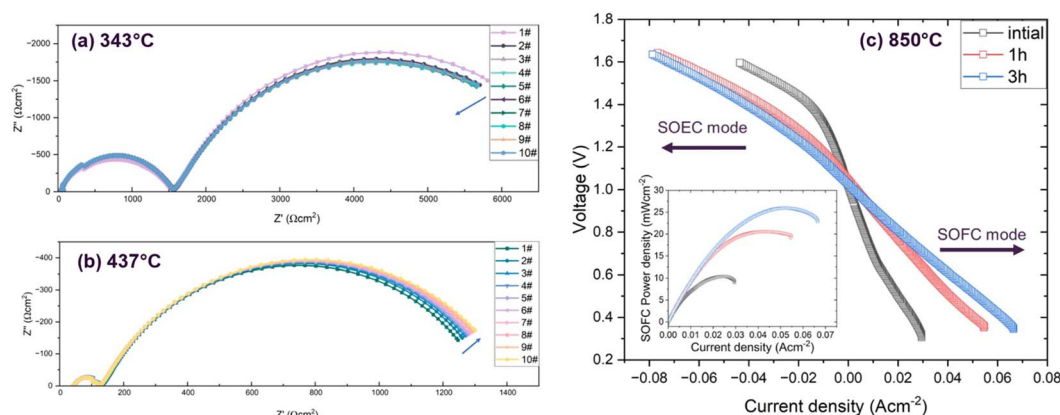 (a) 343°C
−2000
−1500
−1000
−500
0
Z'' (Ωcm²)
0 1000 2000 3000 4000 5000 6000
Z' (Ωcm²)
1#
2#
3#
4#
5#
6#
7#
8#
9#
10#
(b) 437°C
−400
−300
−200
−100
0
Z'' (Ωcm²)
0 200 400 600 800 1000 1200 1400
Z' (Ωcm²)
1#
2#
3#
4#
5#
6#
7#
8#
9#
10#
(c) 850°C
intial
1h
3h
1.8
1.6
1.4
1.2
1.0
0.8
0.6
0.4
0.2
Voltage (V)
SOEC mode
SOFC mode
30
25
20
15
10
5
0
SOFC Power density (mWcm⁻²)
0.00 0.01 0.02 0.03 0.04 0.05 0.06 0.07
Current density (Acm⁻²)
−0.08 −0.06 −0.04 −0.02 0.00 0.02 0.04 0.06
Current density (Acm⁻²)